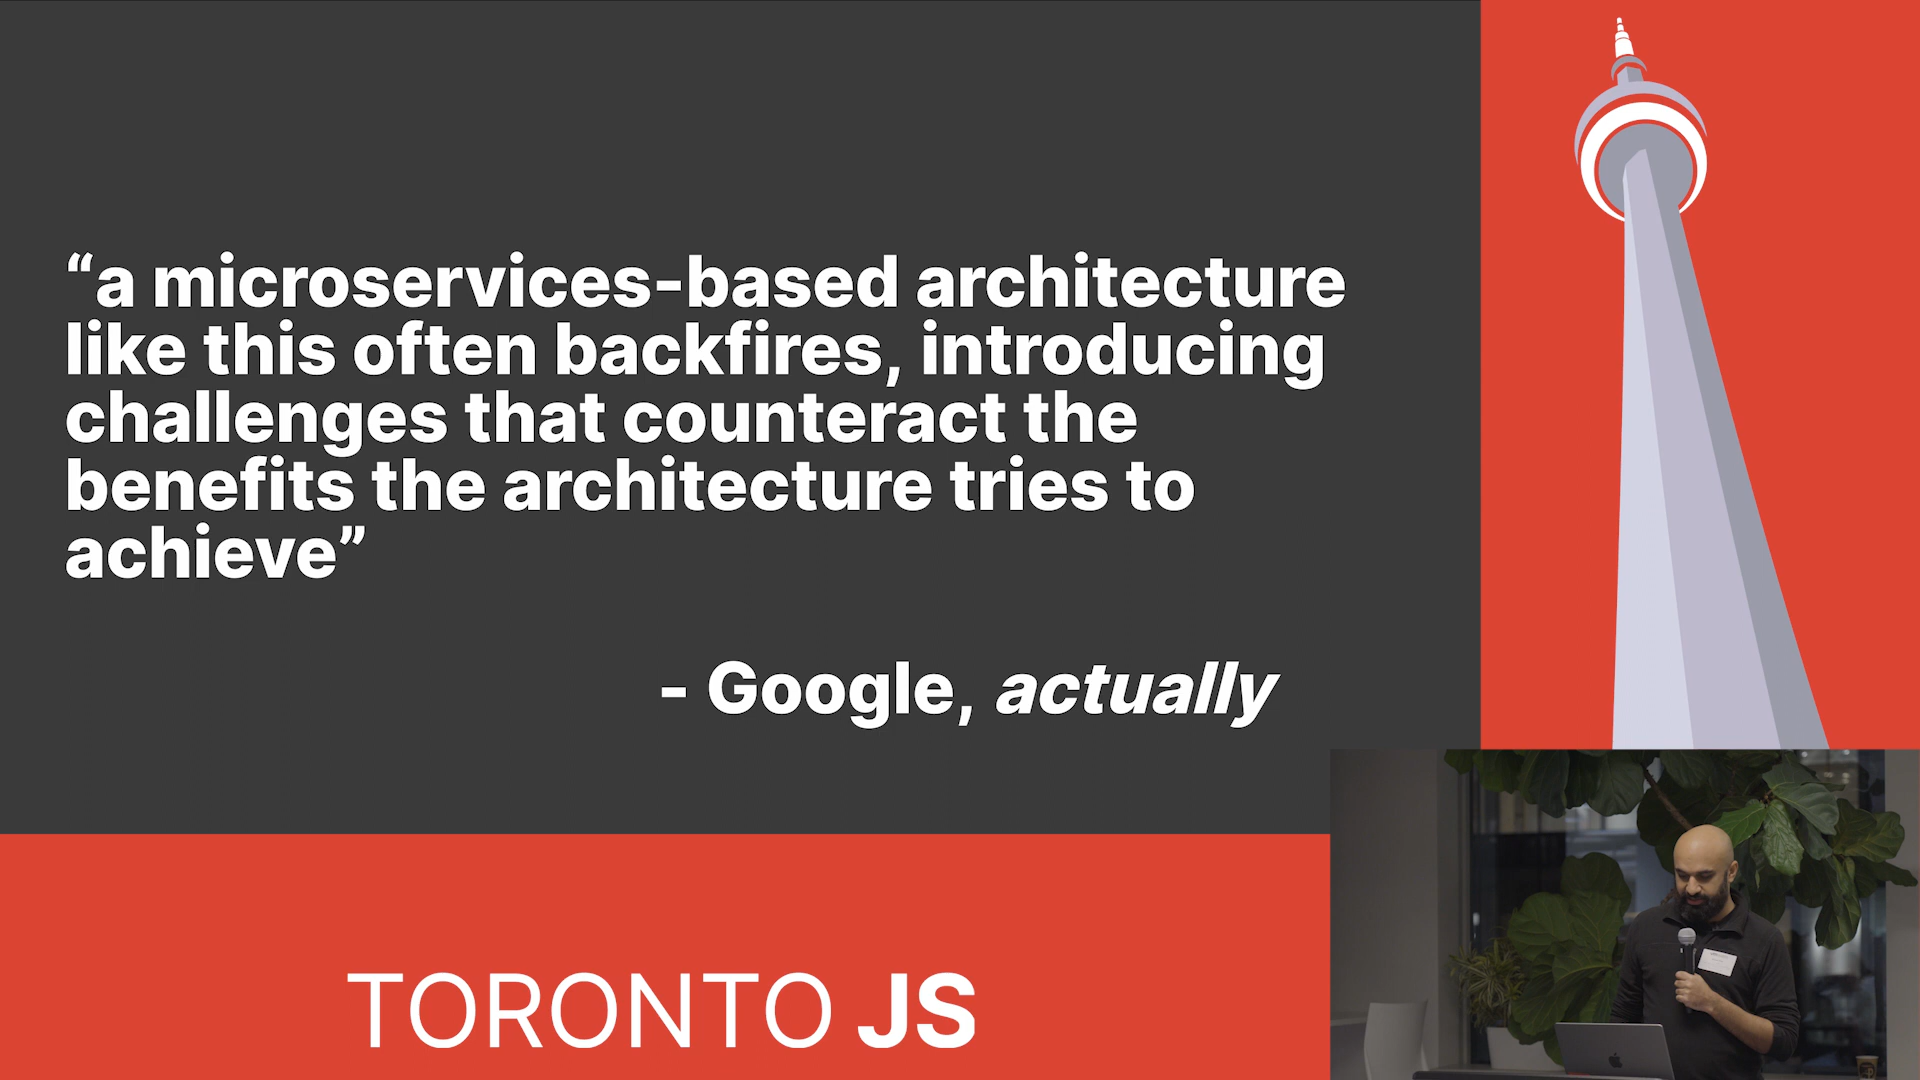 “a microservices-based architecture
like this often backfires, introducing
challenges that counteract the
benefits the architecture tries to
achieve”
- Google, actually
TORONTO JS